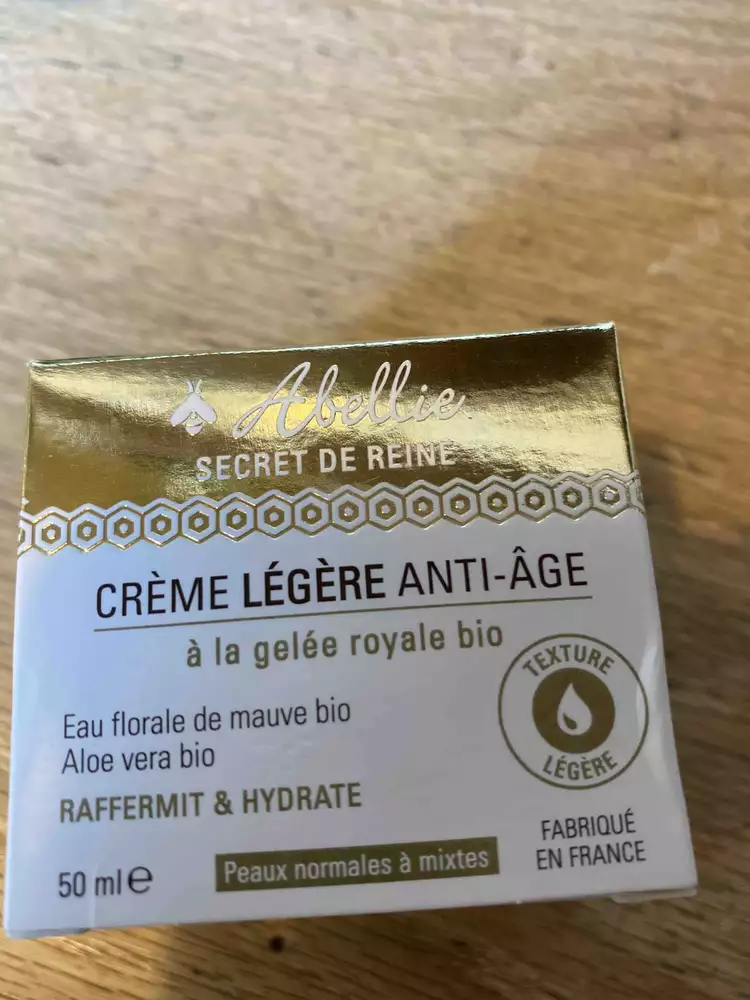 Abellie
SECRET DE REINE
CRÈME LÉGÈRE ANTI-ÂGE
à la gelée royale bio
TEXTURE
LÉGÈRE
Eau florale de mauve bio
Aloe vera bio
RAFFERMIT & HYDRATE
50 ml e
Peaux normales à mixtes
FABRIQUÉ
EN FRANCE